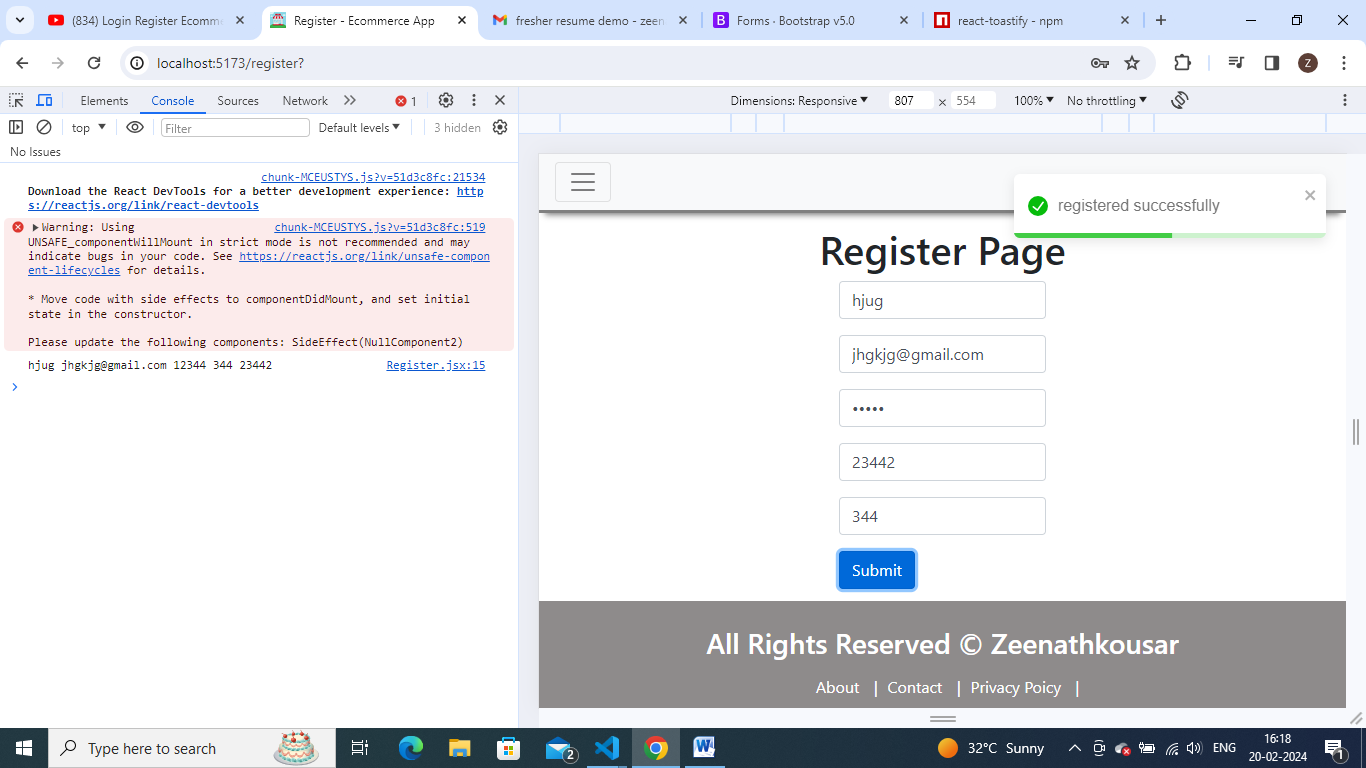 (834) Login Register Ecomme
Register - Ecommerce App
fresher resume demo - zeen
Forms · Bootstrap v5.0
react-toastify - npm
localhost:5173/register?
Z
Elements Console Sources Network 1
Dimensions: Responsive 807 × 554 100% No throttling
top Filter Default levels 3 hidden
No Issues
chunk-MCEUSTYS.js?v=51d3c8fc:21534
Download the React DevTools for a better development experience: http
s://reactjs.org/link/react-devtools
Warning: Using chunk-MCEUSTYS.js?v=51d3c8fc:519
UNSAFE_componentWillMount in strict mode is not recommended and may
indicate bugs in your code. See https://reactjs.org/link/unsafe-compon
ent-lifecycles for details.
* Move code with side effects to componentDidMount, and set initial
state in the constructor.
Please update the following components: SideEffect(NullComponent2)
hjug jhgkjg@gmail.com 12344 344 23442 Register.jsx:15
registered successfully
Register Page
hjug
jhgkjg@gmail.com
•••••
23442
344
Submit
All Rights Reserved © Zeenathkousar
About | Contact | Privacy Poicy |
Type here to search
2
32°C Sunny
ENG
16:18
20-02-2024
1